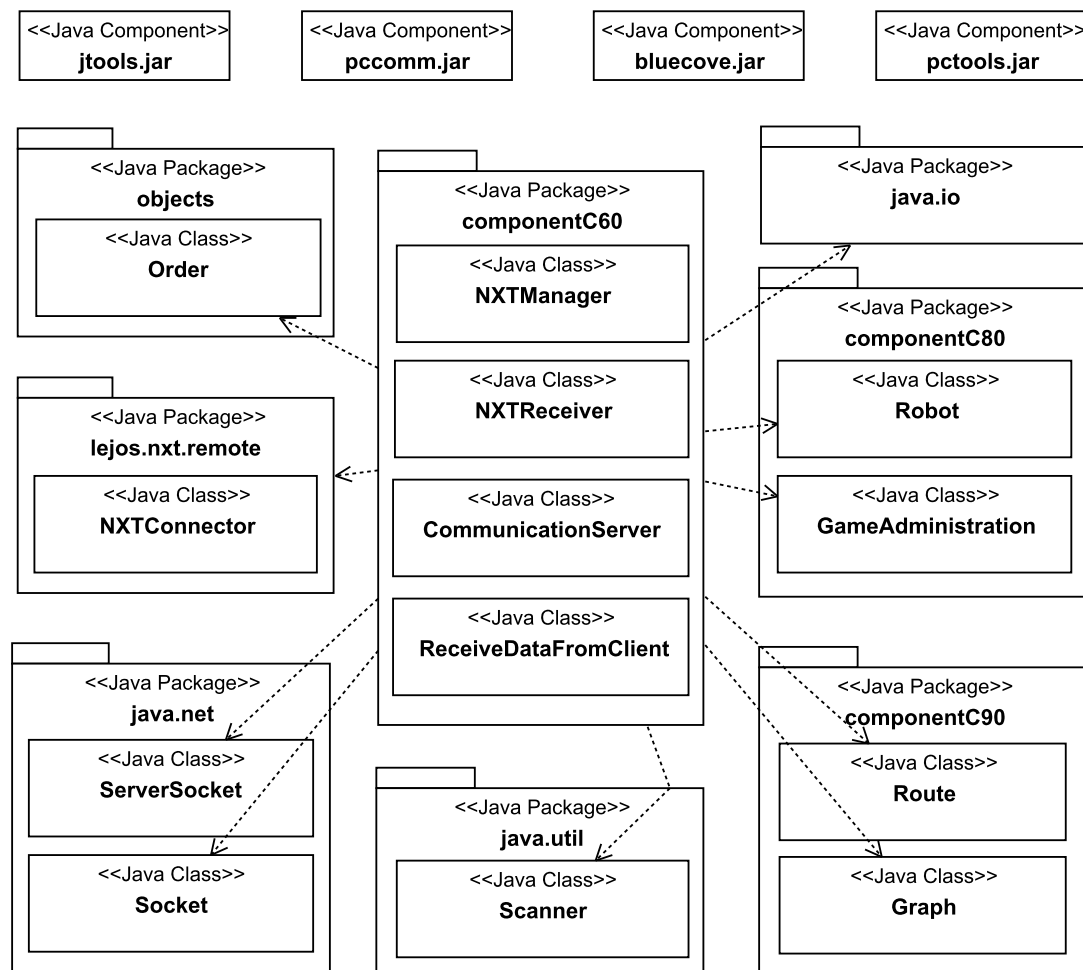 <<Java Component>>
jtools.jar
<<Java Component>>
pccomm.jar
<<Java Component>>
bluecove.jar
<<Java Component>>
pctools.jar
<<Java Package>>
objects
<<Java Class>>
Order
<<Java Package>>
lejos.nxt.remote
<<Java Class>>
NXTConnector
<<Java Package>>
java.net
<<Java Class>>
ServerSocket
<<Java Class>>
Socket
<<Java Package>>
componentC60
<<Java Class>>
NXTManager
<<Java Class>>
NXTReceiver
<<Java Class>>
CommunicationServer
<<Java Class>>
ReceiveDataFromClient
<<Java Package>>
java.util
<<Java Class>>
Scanner
<<Java Package>>
java.io
<<Java Package>>
componentC80
<<Java Class>>
Robot
<<Java Class>>
GameAdministration
<<Java Package>>
componentC90
<<Java Class>>
Route
<<Java Class>>
Graph